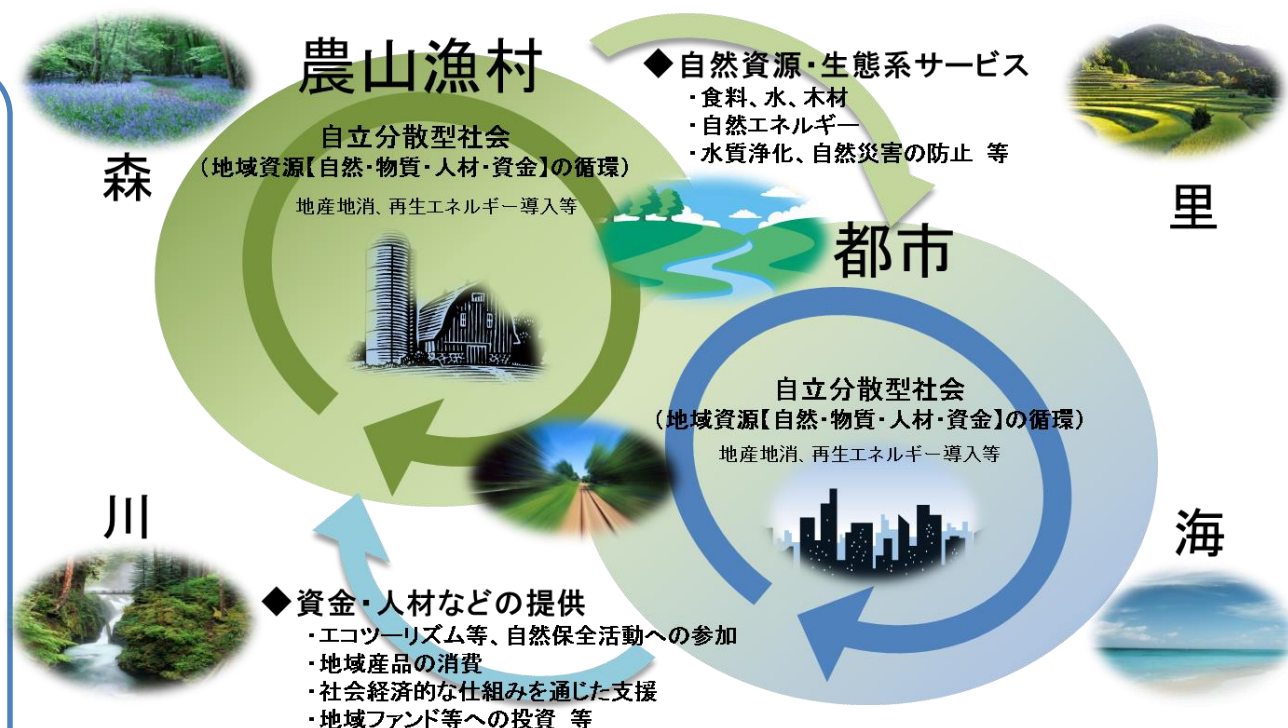 農山漁村
自立分散型社会
(地域資源【自然・物質・人材・資金】の循環)
地産地消、再生エネルギー導入等
◆自然資源・生態系サービス
・食料、水、木材
・自然エネルギー
・水質浄化、自然災害の防止 等
森
里
都市
自立分散型社会
(地域資源【自然・物質・人材・資金】の循環)
地産地消、再生エネルギー導入等
川
海
◆資金・人材などの提供
・エコツーリズム等、自然保全活動への参加
・地域産品の消費
・社会経済的な仕組みを通じた支援
・地域ファンド等への投資 等